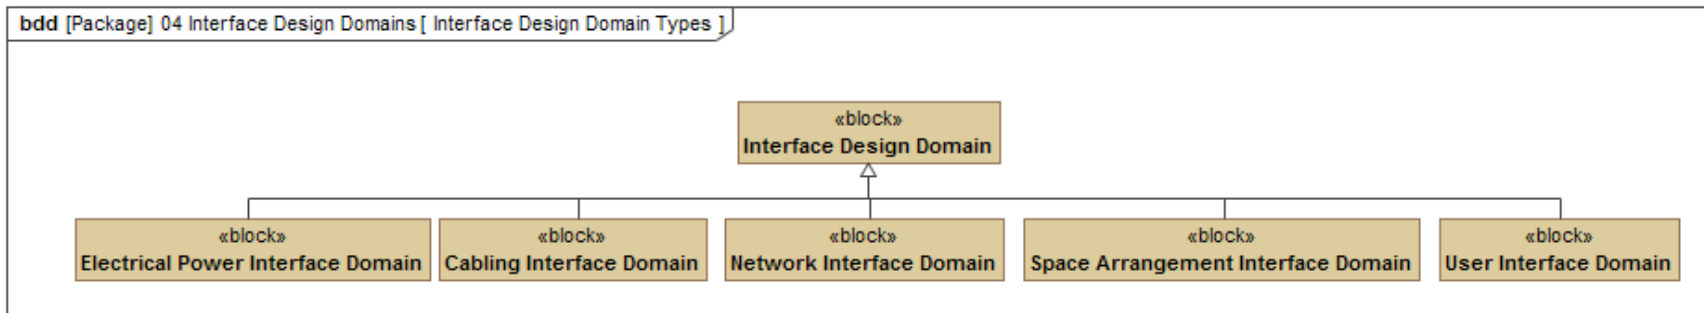 bdd [Package] 04 Interface Design Domains [ Interface Design Domain Types ]
«block»
Interface Design Domain
«block»
Electrical Power Interface Domain
«block»
Cabling Interface Domain
«block»
Network Interface Domain
«block»
Space Arrangement Interface Domain
«block»
User Interface Domain